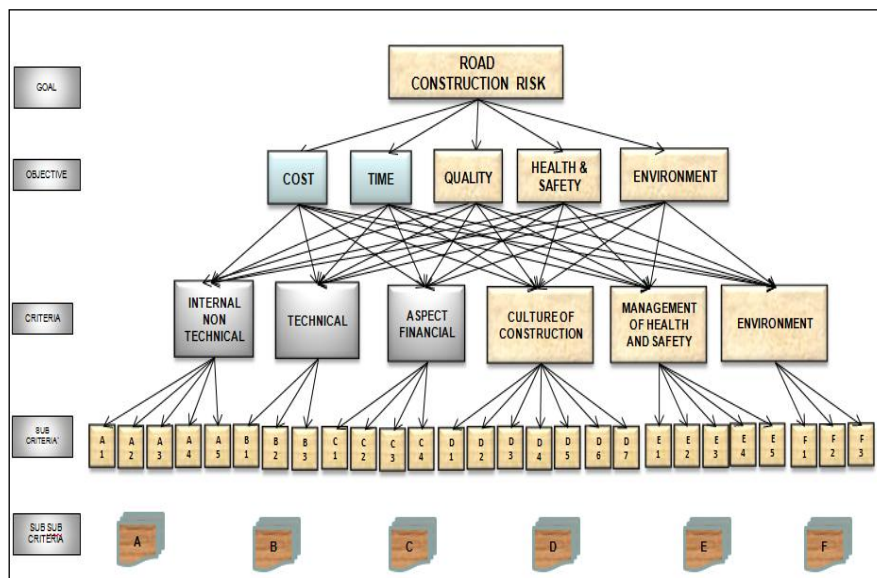 GOAL
ROAD
CONSTRUCTION RISK
OBJECTIVE
COST
TIME
QUALITY
HEALTH &
SAFETY
ENVIRONMENT
CRITERIA
INTERNAL
NON
TECHNICAL
TECHNICAL
ASPECT
FINANCIAL
CULTURE OF
CONSTRUCTION
MANAGEMENT
OF HEALTH
AND SAFETY
ENVIRONMENT
SUB
CRITERIA`
A
1
A
2
A
3
A
4
A
5
B
1
B
2
B
3
C
1
C
2
C
3
C
4
D
1
D
2
D
3
D
4
D
5
D
6
D
7
E
1
E
2
E
3
E
4
E
5
F
1
F
2
F
3
SUB SUB
CRITERIA
A
B
C
D
E
F